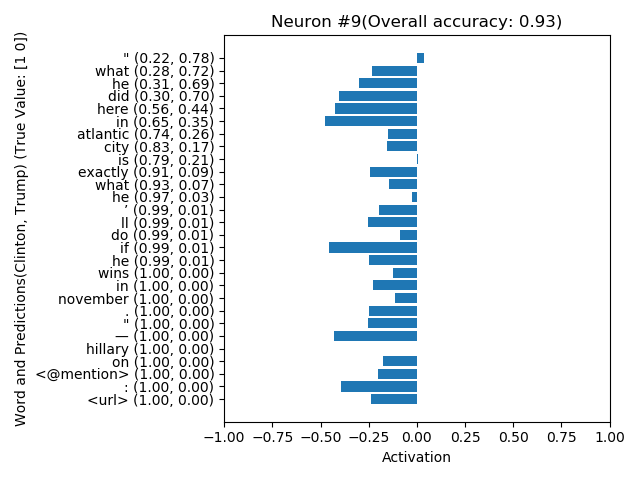 Neuron #9(Overall accuracy: 0.93)
Word and Predictions(Clinton, Trump) (True Value: [1 0])
" (0.22, 0.78)
what (0.28, 0.72)
he (0.31, 0.69)
did (0.30, 0.70)
here (0.56, 0.44)
in (0.65, 0.35)
atlantic (0.74, 0.26)
city (0.83, 0.17)
is (0.79, 0.21)
exactly (0.91, 0.09)
what (0.93, 0.07)
he (0.97, 0.03)
’ (0.99, 0.01)
ll (0.99, 0.01)
do (0.99, 0.01)
if (0.99, 0.01)
he (0.99, 0.01)
wins (1.00, 0.00)
in (1.00, 0.00)
november (1.00, 0.00)
. (1.00, 0.00)
" (1.00, 0.00)
— (1.00, 0.00)
hillary (1.00, 0.00)
on (1.00, 0.00)
<@mention> (1.00, 0.00)
: (1.00, 0.00)
<url> (1.00, 0.00)
−1.00 −0.75 −0.50 −0.25 0.00 0.25 0.50 0.75 1.00
Activation